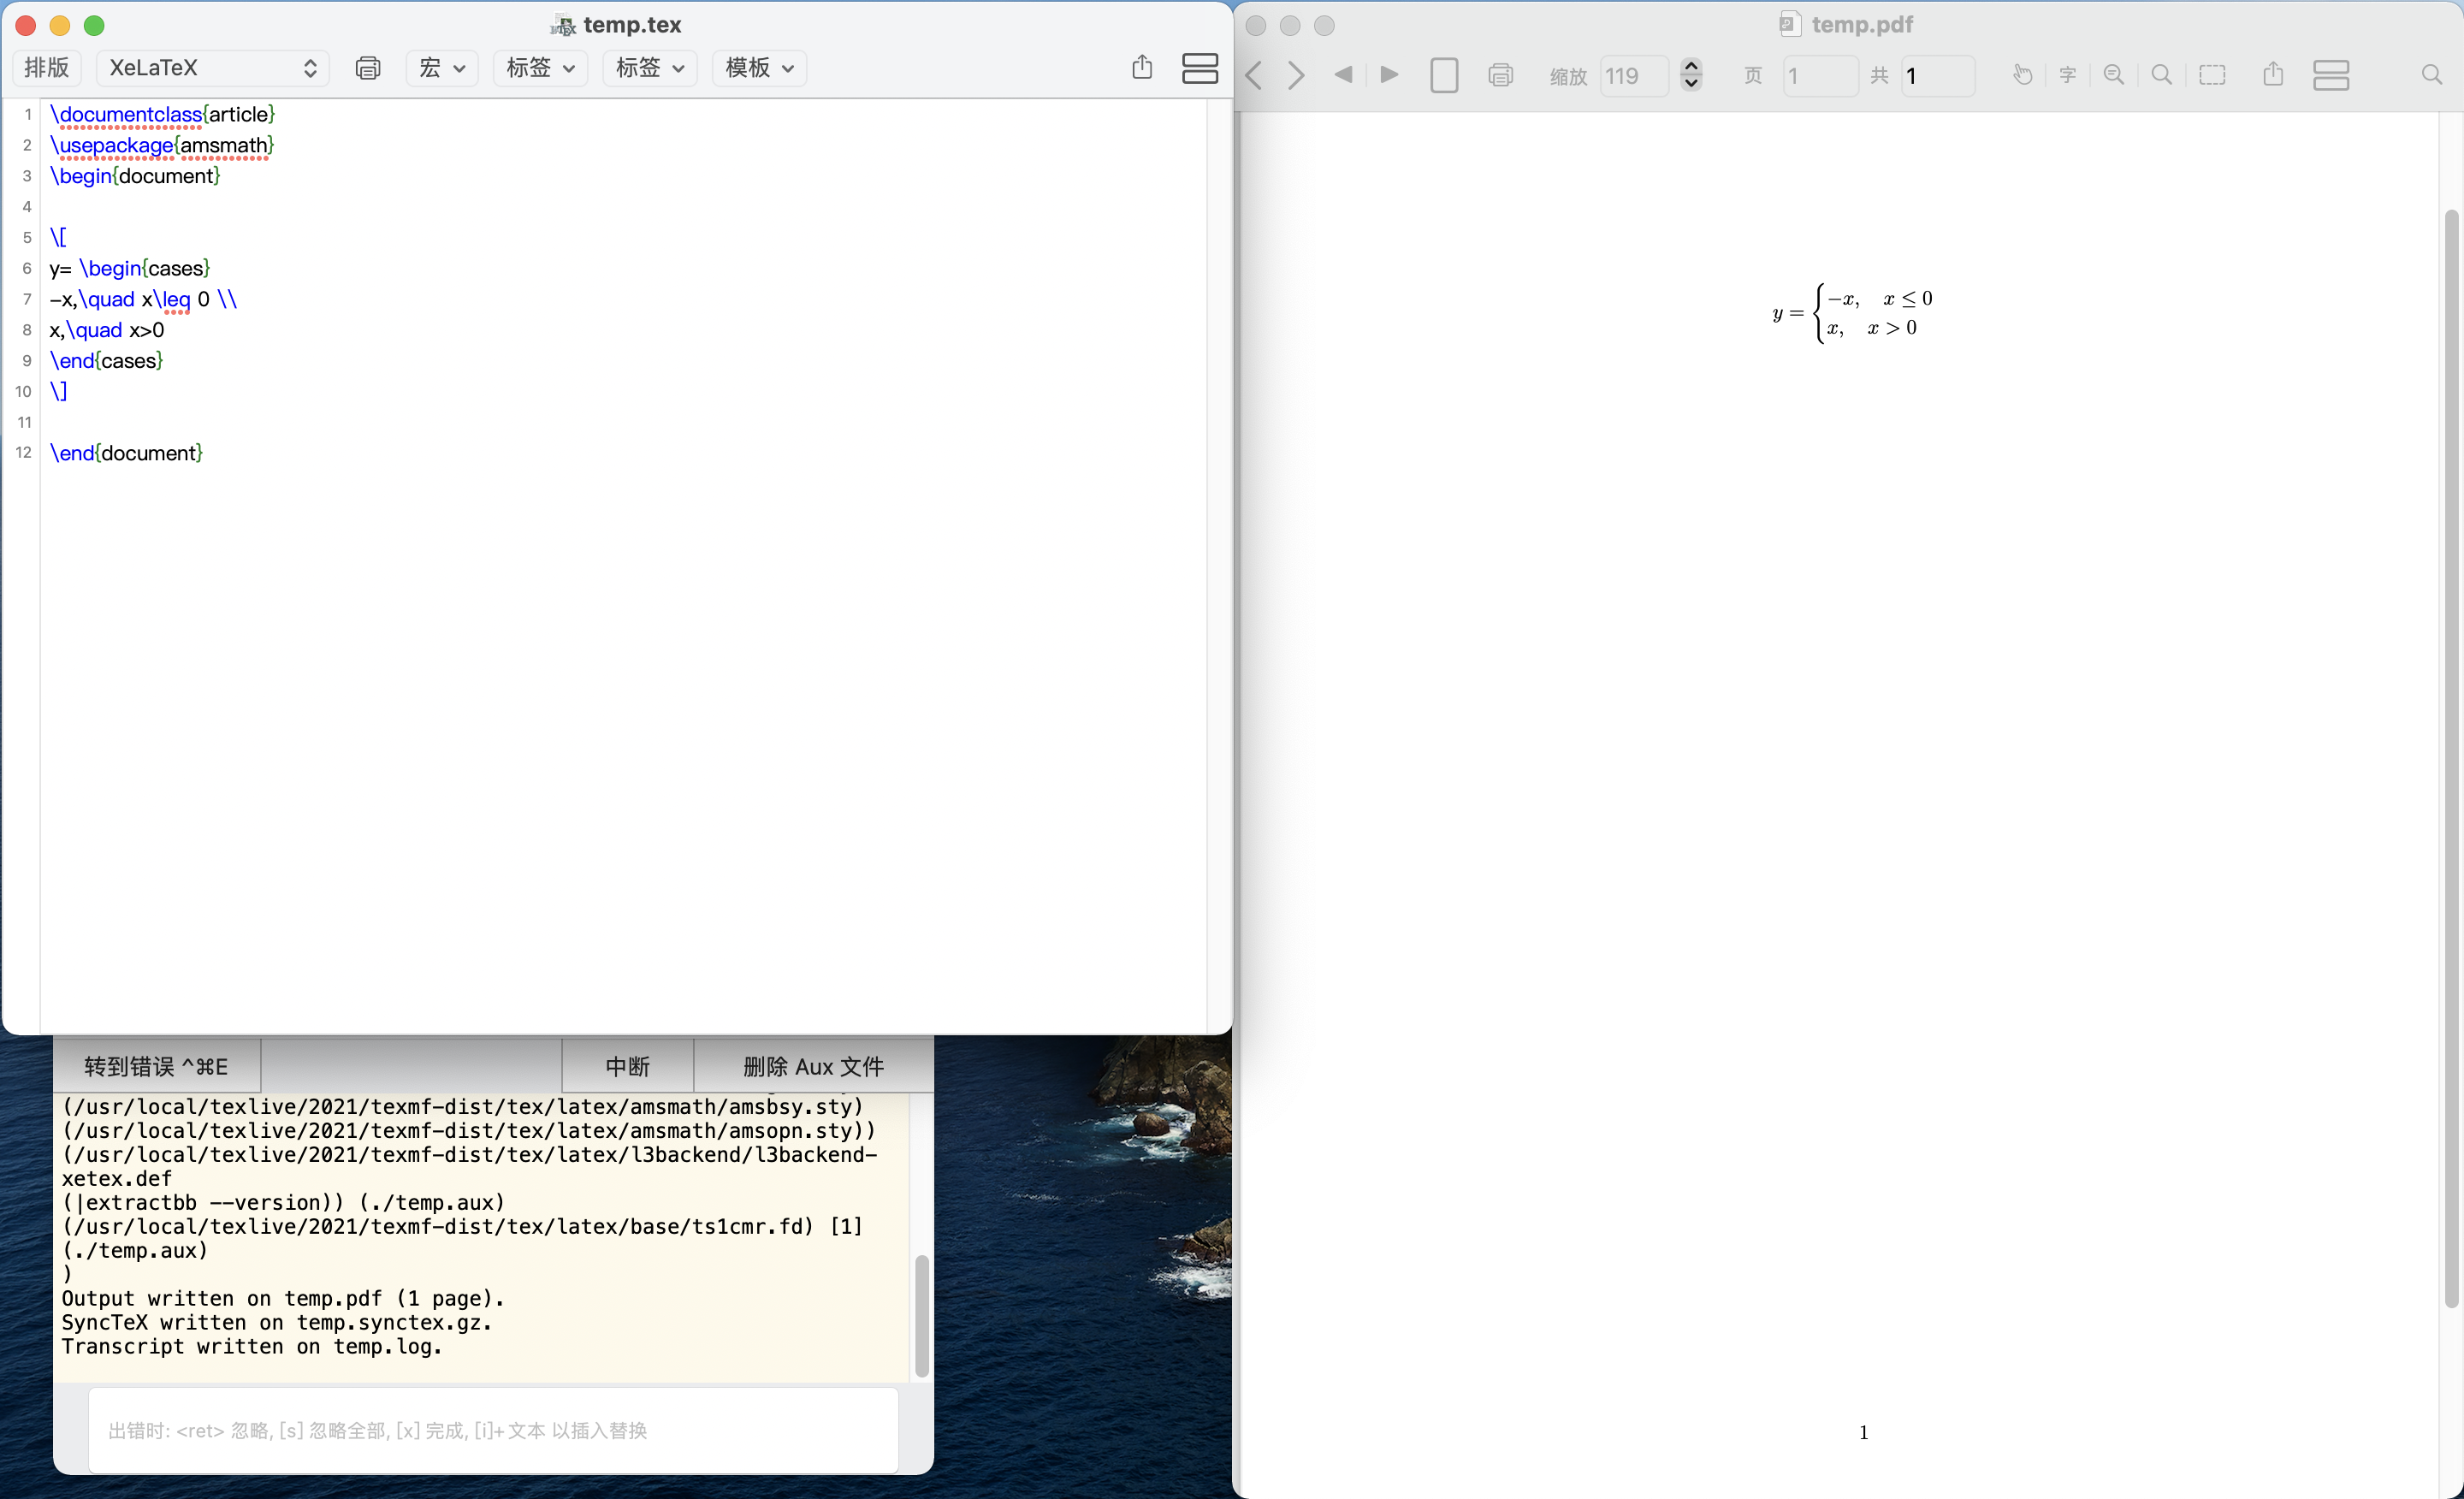 temp.tex
排版 XeLaTeX 宏 标签 标签 模板
1 \documentclass{article}
2 \usepackage{amsmath}
3 \begin{document}
4
5 \[
6 y= \begin{cases}
7 -x,\quad x\leq 0 \\
8 x,\quad x>0
9 \end{cases}
10 \]
11
12 \end{document}
转到错误 ^⌘E 中断 删除 Aux 文件
(/usr/local/texlive/2021/texmf-dist/tex/latex/amsmath/amsbsy.sty)
(/usr/local/texlive/2021/texmf-dist/tex/latex/amsmath/amsopn.sty))
(/usr/local/texlive/2021/texmf-dist/tex/latex/l3backend/l3backend-
xetex.def
(|extractbb --version)) (./temp.aux)
(/usr/local/texlive/2021/texmf-dist/tex/latex/base/ts1cmr.fd) [1]
(./temp.aux)
)
Output written on temp.pdf (1 page).
SyncTeX written on temp.synctex.gz.
Transcript written on temp.log.
出错时: <ret> 忽略, [s] 忽略全部, [x] 完成, [i]+文本 以插入替换
temp.pdf
缩放 119 页 1 共 1 字
y = {
−x, x ≤ 0
x, x > 0
1